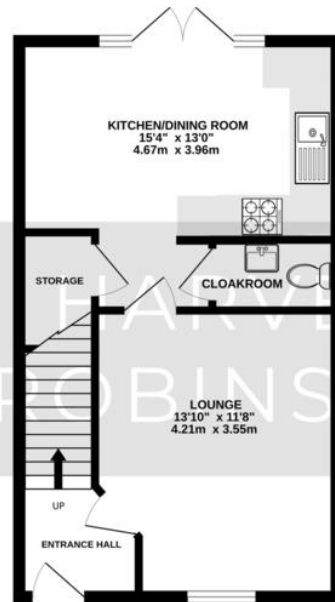 KITCHEN/DINING ROOM
15'4" x 13'0"
4.67m x 3.96m
STORAGE
CLOAKROOM
HARVE
ROBINS
LOUNGE
13'10" x 11'8"
4.21m x 3.55m
UP
ENTRANCE HALL